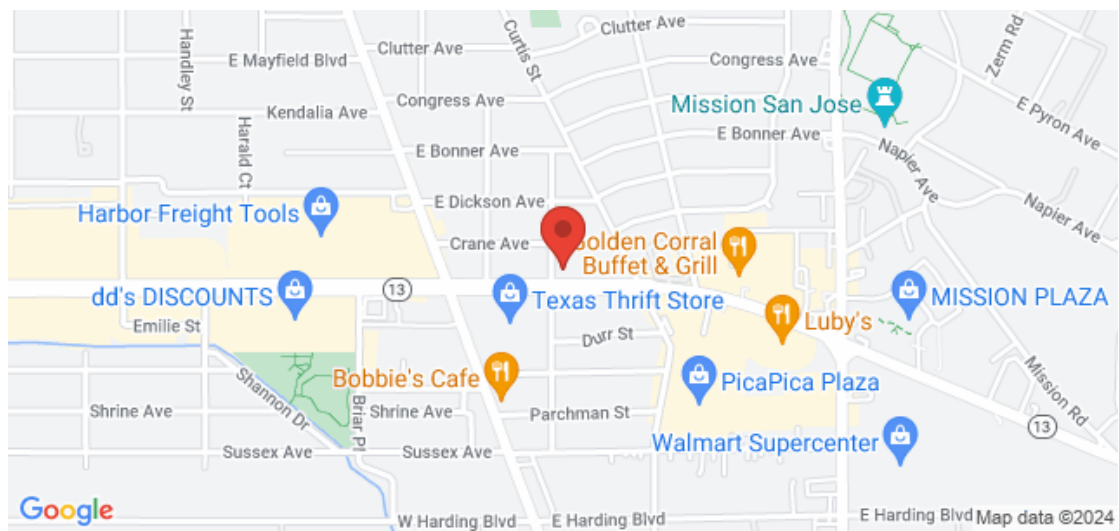 Handley St
Harald Ct
E Mayfield Blvd
Clutter Ave
Curtis St
Clutter Ave
Congress Ave
Congress Ave
Kendalia Ave
Mission San Jose
Zerm Rd
E Pyron Ave
E Bonner Ave
Napier Ave
E Bonner Ave
E Dickson Ave
Napier Ave
Harbor Freight Tools
Crane Ave
Golden Corral
Buffet & Grill
13
dd's DISCOUNTS
Texas Thrift Store
MISSION PLAZA
Emilie St
Durr St
Luby's
Shannon Dr
Bobbie's Cafe
PicaPica Plaza
Mission Rd
Shrine Ave
Briar Pl
Shrine Ave
Parchman St
13
Sussex Ave
Sussex Ave
Walmart Supercenter
Google
W Harding Blvd
E Harding Blvd
E Harding Blvd
Map data ©2024